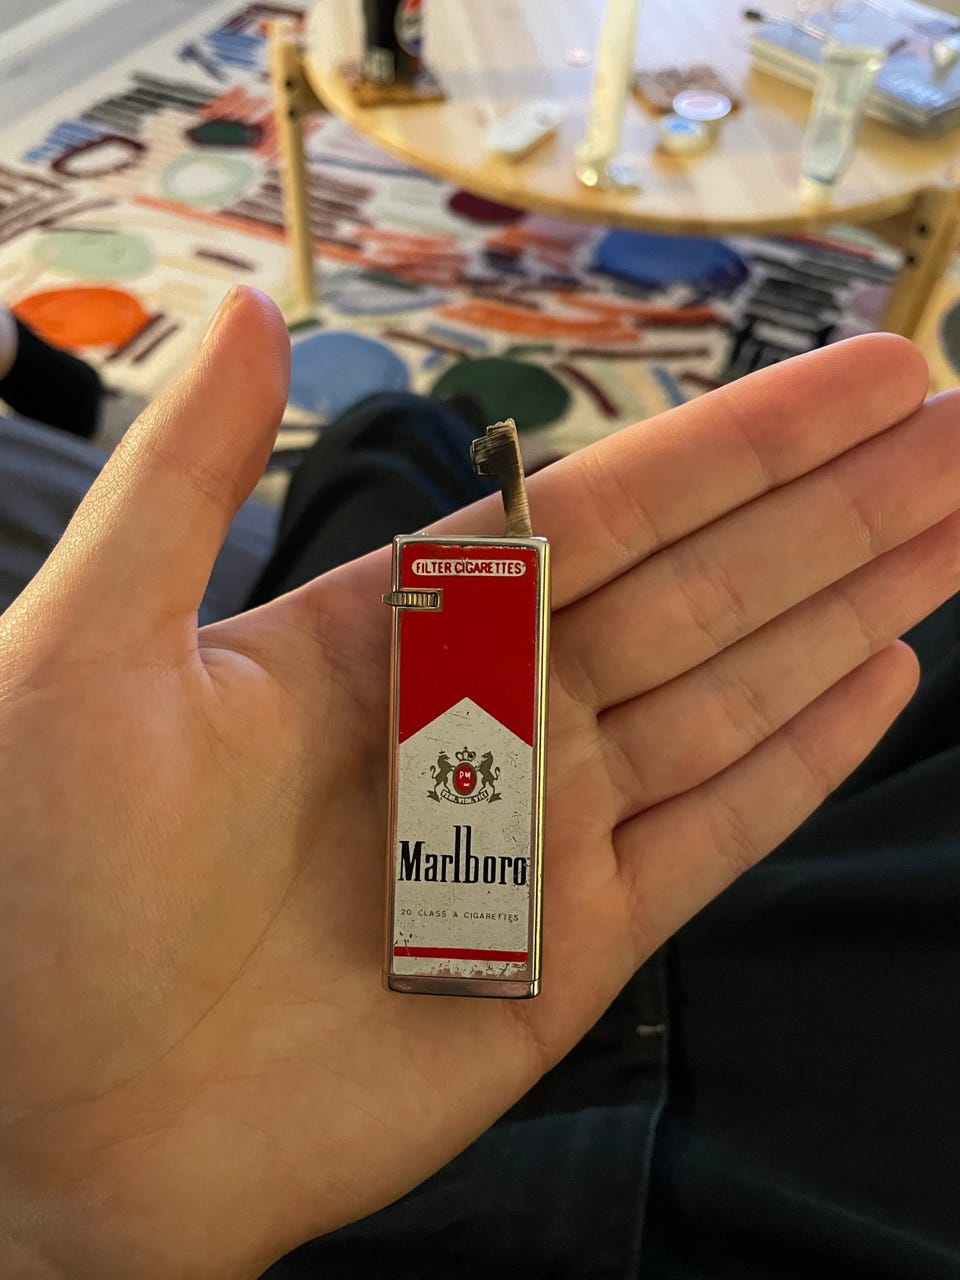 FILTER CIGARETTES
PM
VENI.VIDI.VICI
Marlboro
20 CLASS A CIGARETTES